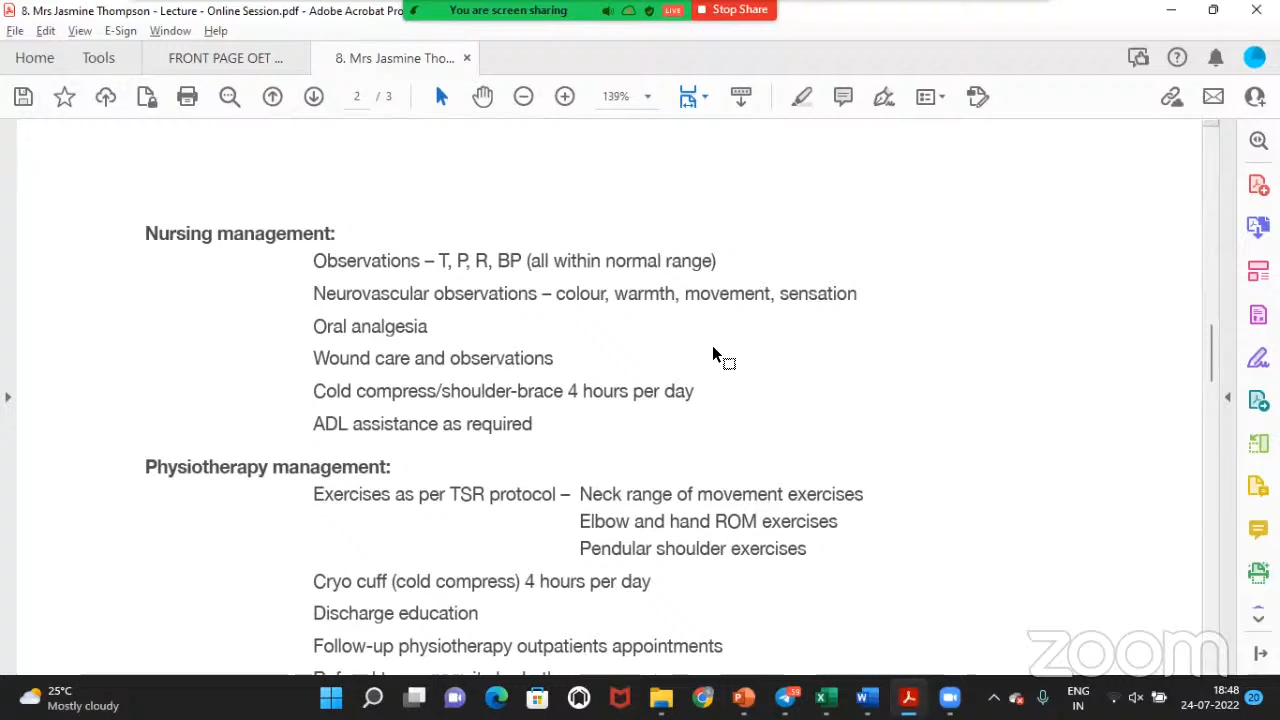 8. Mrs Jasmine Thompson - Lecture - Online Session.pdf - Adobe Acrobat Pro
You are screen sharing
LIVE
Stop Share
File Edit View E-Sign Window Help
Home Tools FRONT PAGE OET ... 8. Mrs Jasmine Tho... ×
2 / 3 139%
Nursing management:
Observations – T, P, R, BP (all within normal range)
Neurovascular observations – colour, warmth, movement, sensation
Oral analgesia
Wound care and observations
Cold compress/shoulder-brace 4 hours per day
ADL assistance as required
Physiotherapy management:
Exercises as per TSR protocol – Neck range of movement exercises
Elbow and hand ROM exercises
Pendular shoulder exercises
Cryo cuff (cold compress) 4 hours per day
Discharge education
Follow-up physiotherapy outpatients appointments
zoom
25°C
Mostly cloudy
59
ENG
IN
18:48
24-07-2022
20